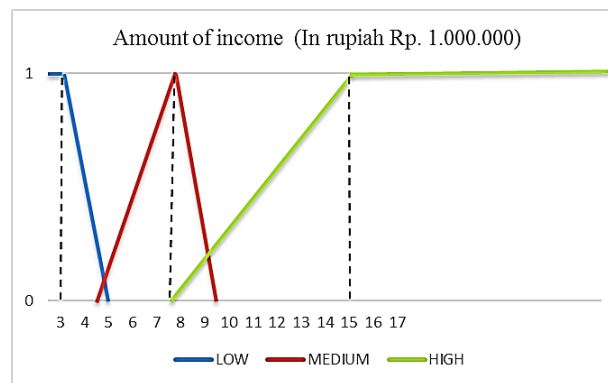 Amount of income (In rupiah Rp. 1.000.000)
1
0
3 4 5 6 7 8 9 10 11 12 13 14 15 16 17
LOW MEDIUM HIGH